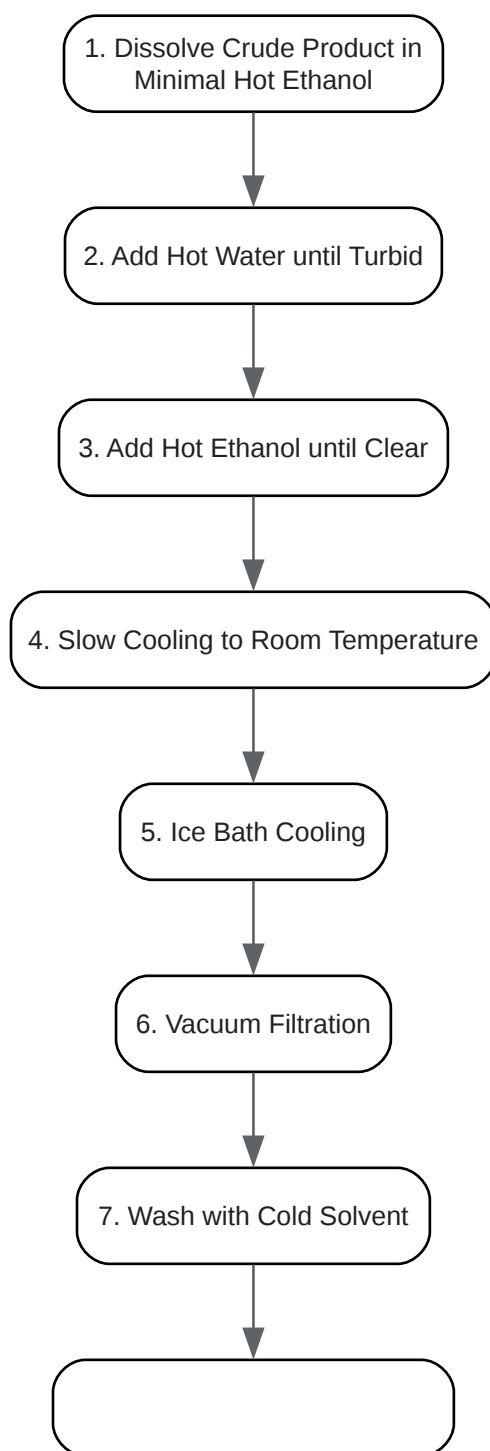 1. Dissolve Crude Product in
Minimal Hot Ethanol
2. Add Hot Water until Turbid
3. Add Hot Ethanol until Clear
4. Slow Cooling to Room Temperature
5. Ice Bath Cooling
6. Vacuum Filtration
7. Wash with Cold Solvent